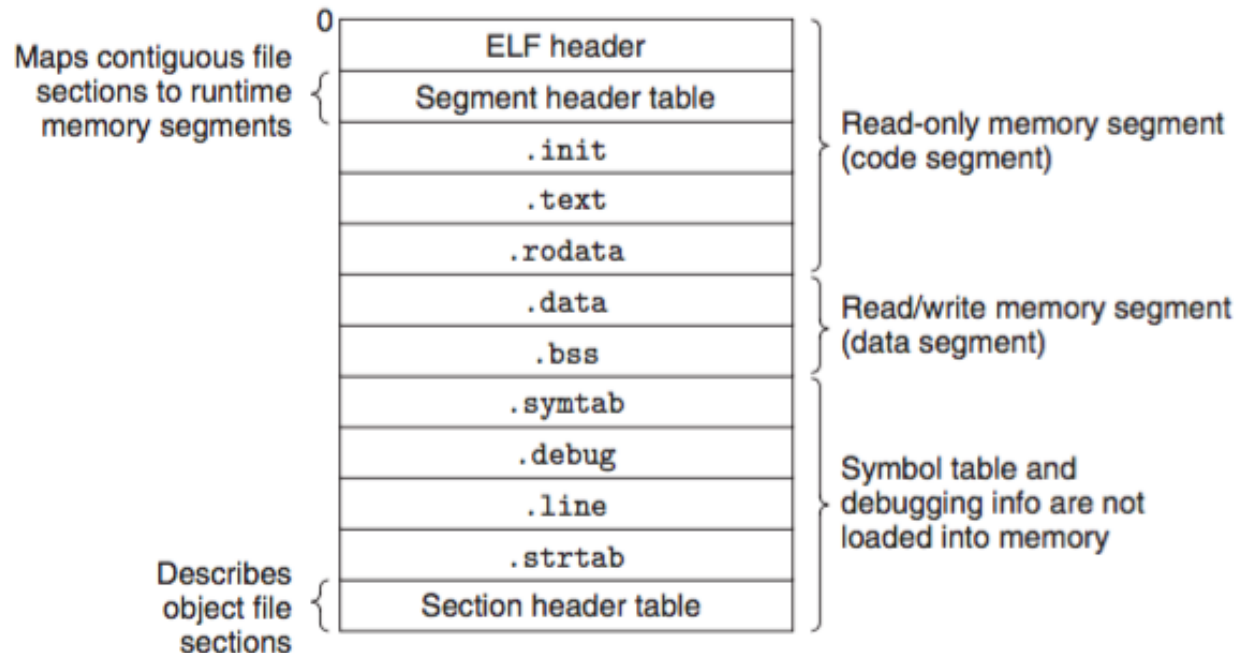 0
ELF header
Maps contiguous file
sections to runtime
memory segments
Segment header table
.init
.text
.rodata
Read-only memory segment
(code segment)
.data
.bss
Read/write memory segment
(data segment)
.symtab
.debug
.line
.strtab
Symbol table and
debugging info are not
loaded into memory
Describes
object file
sections
Section header table